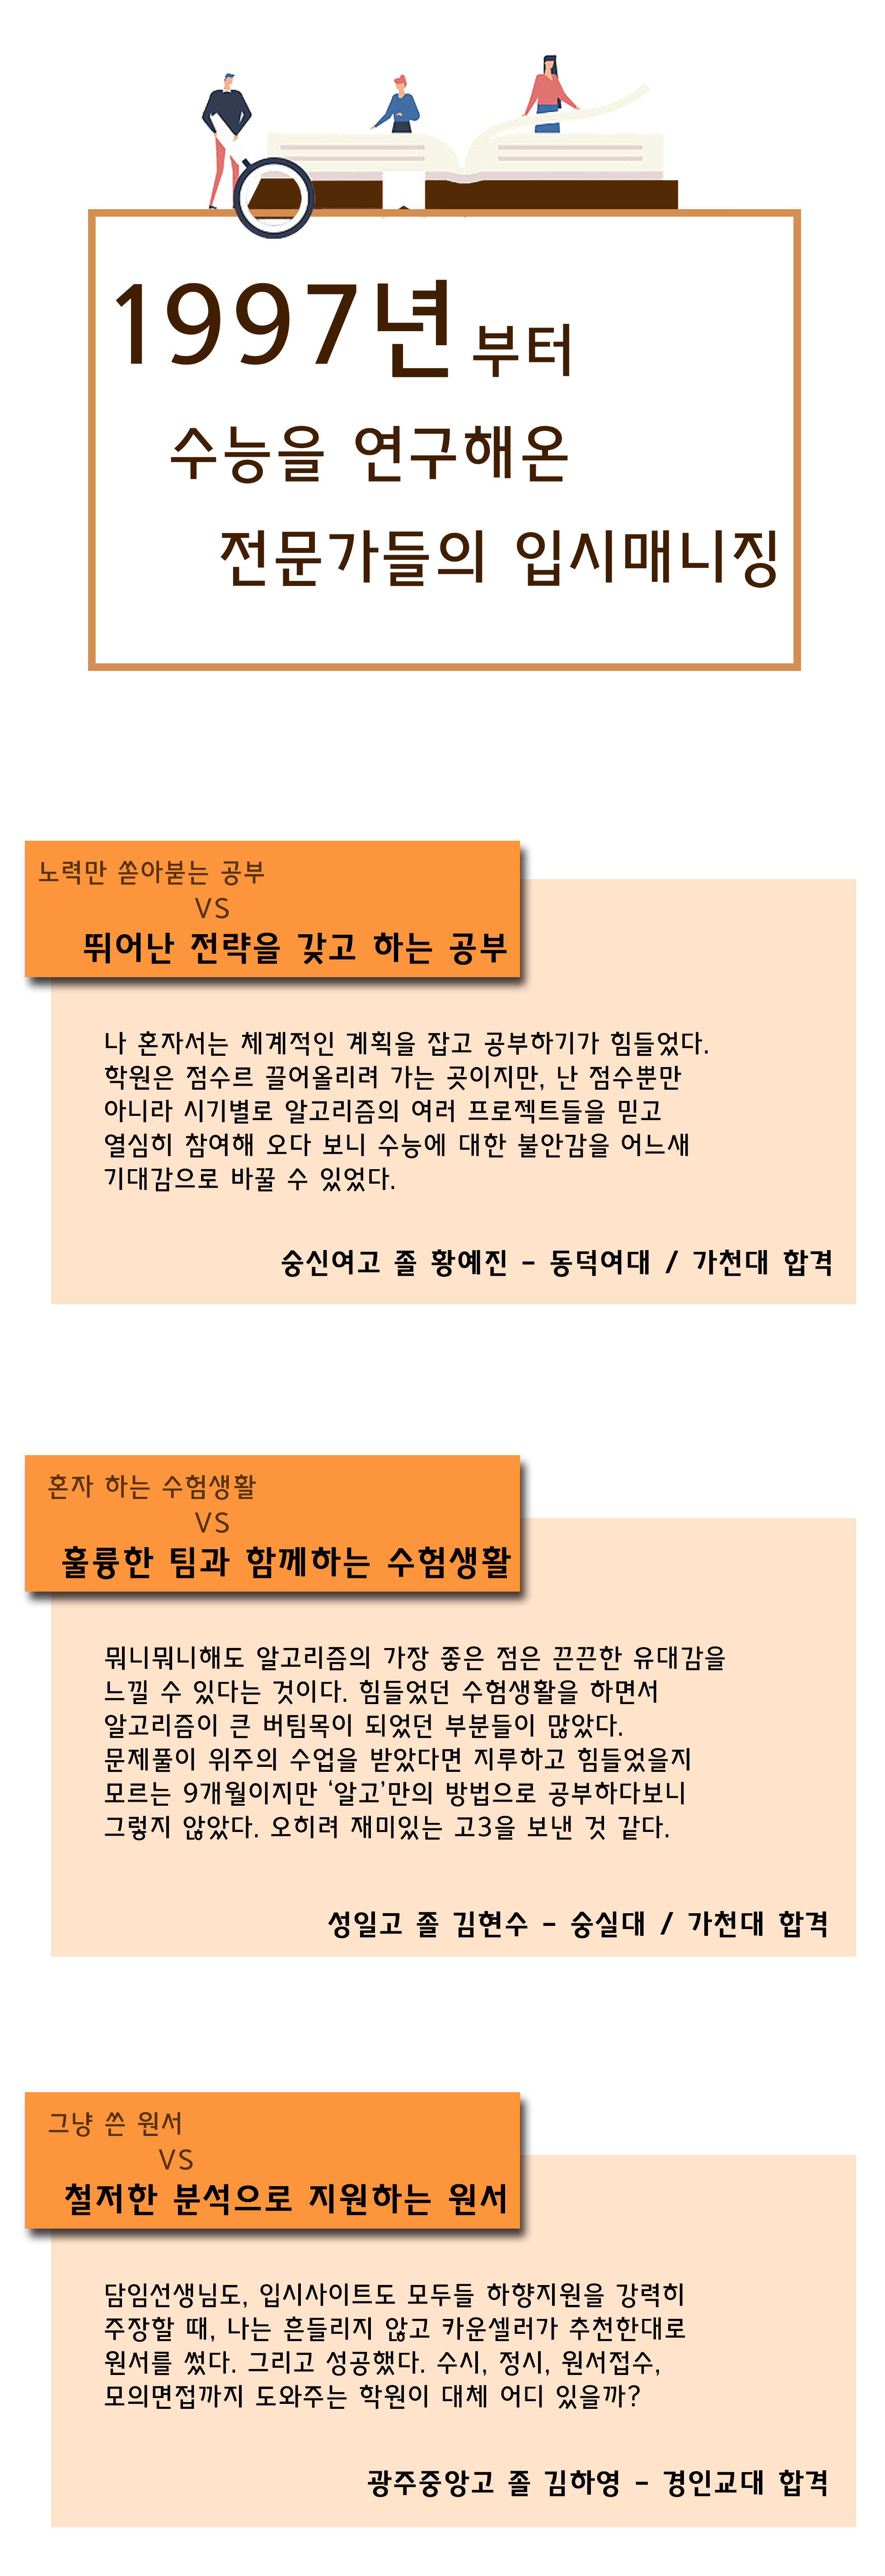 1997년 부터
수능을 연구해온
전문가들의 입시매니징
노력만 쏟아붇는 공부
VS
뛰어난 전략을 갖고 하는 공부
나 혼자서는 체계적인 계획을 잡고 공부하기가 힘들었다.
학원은 점수르 끌어올리려 가는 곳이지만, 난 점수뿐만
아니라 시기별로 알고리즘의 여러 프로젝트들을 믿고
열심히 참여해 오다 보니 수능에 대한 불안감을 어느새
기대감으로 바꿀 수 있었다.
숭신여고 졸 황예진 - 동덕여대 / 가천대 합격
혼자 하는 수험생활
VS
훌륭한 팀과 함께하는 수험생활
뭐니뭐니해도 알고리즘의 가장 좋은 점은 끈끈한 유대감을
느낄 수 있다는 것이다. 힘들었던 수험생활을 하면서
알고리즘이 큰 버팀목이 되었던 부분들이 많았다.
문제풀이 위주의 수업을 받았다면 지루하고 힘들었을지
모르는 9개월이지만 ‘알고’만의 방법으로 공부하다보니
그렇지 않았다. 오히려 재미있는 고3을 보낸 것 같다.
성일고 졸 김현수 - 숭실대 / 가천대 합격
그냥 쓴 원서
VS
철저한 분석으로 지원하는 원서
담임선생님도, 입시사이트도 모두들 하향지원을 강력히
주장할 때, 나는 흔들리지 않고 카운셀러가 추천한대로
원서를 썼다. 그리고 성공했다. 수시, 정시, 원서접수,
모의면접까지 도와주는 학원이 대체 어디 있을까?
광주중앙고 졸 김하영 - 경인교대 합격